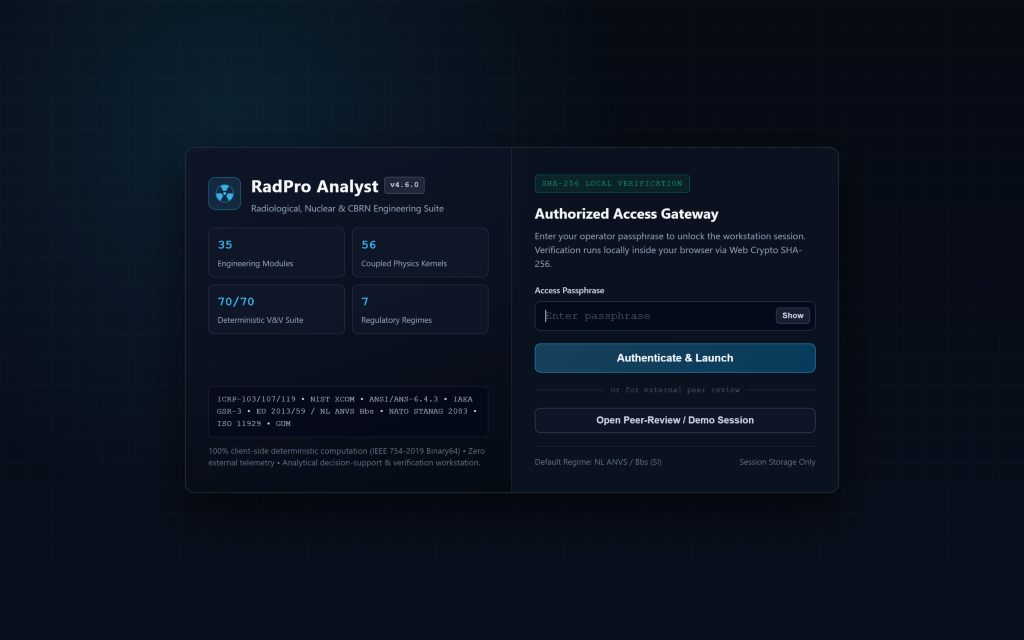 RadPro Analyst v4.6.0
Radiological, Nuclear & CBRN Engineering Suite
35
Engineering Modules
56
Coupled Physics Kernels
70/70
Deterministic V&V Suite
7
Regulatory Regimes
ICRP-103/107/119 • NIST XCOM • ANSI/ANS-6.4.3 • IAEA
GSR-3 • EU 2013/59 / NL ANVS Bbs • NATO STANAG 2083 •
ISO 11929 • GUM
100% client-side deterministic computation (IEEE 754-2019 Binary64) • Zero
external telemetry • Analytical decision-support & verification workstation.
SHA-256 LOCAL VERIFICATION
Authorized Access Gateway
Enter your operator passphrase to unlock the workstation session.
Verification runs locally inside your browser via Web Crypto SHA-
256.
Access Passphrase
Enter passphrase
Show
Authenticate & Launch
or for external peer review
Open Peer-Review / Demo Session
Default Regime: NL ANVS / Bbs (SI)
Session Storage Only